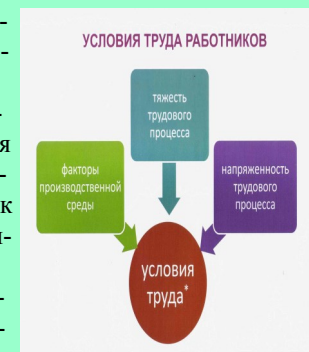 УСЛОВИЯ ТРУДА РАБОТНИКОВ
тяжесть
трудового
процесса
факторы
производственной
среды
напряженность
трудового
процесса
условия
труда*
-
-
-
я
-
к
-
-
-